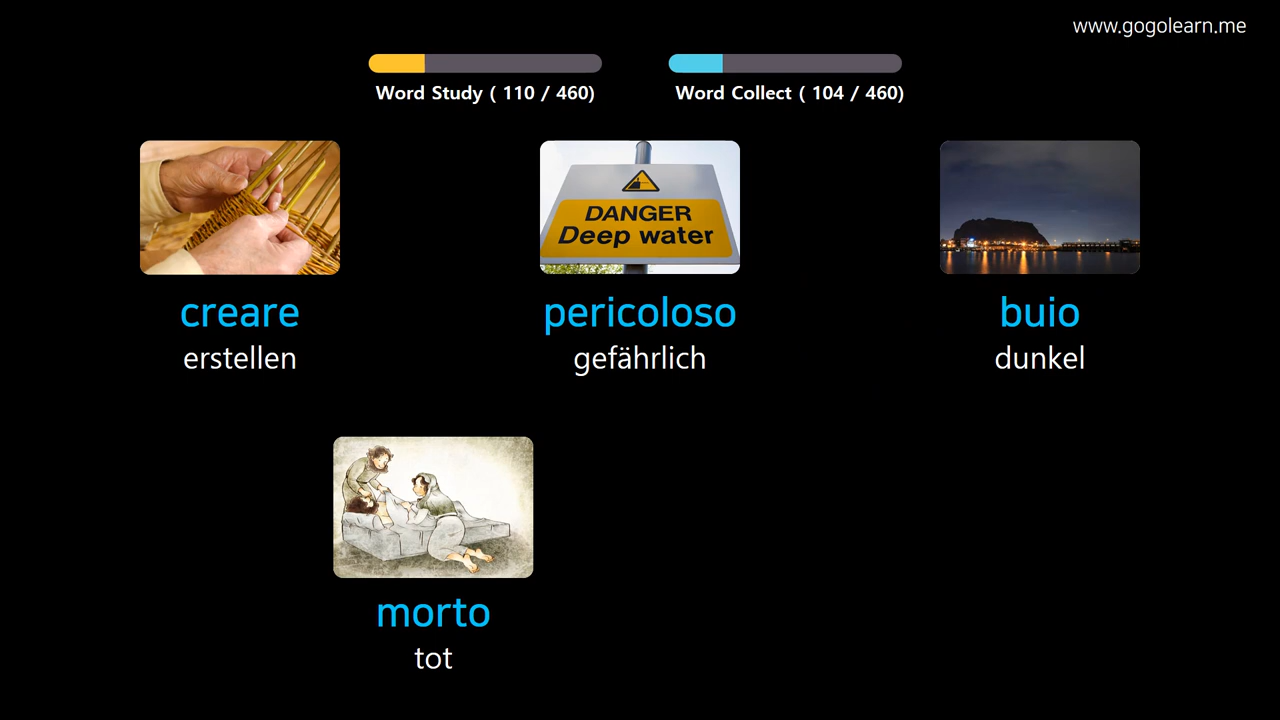 www.gogolearn.me
Word Study ( 110 / 460)
Word Collect ( 104 / 460)
DANGER
Deep water
creare
erstellen
pericoloso
gefährlich
buio
dunkel
morto
tot